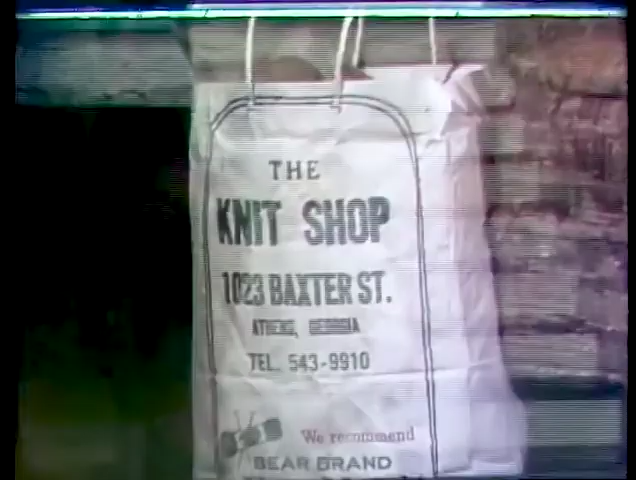 THE
KNIT SHOP
1023 BAXTER ST.
ATHENS, GEORGIA
TEL. 543-9910
We recommend
BEAR BRAND